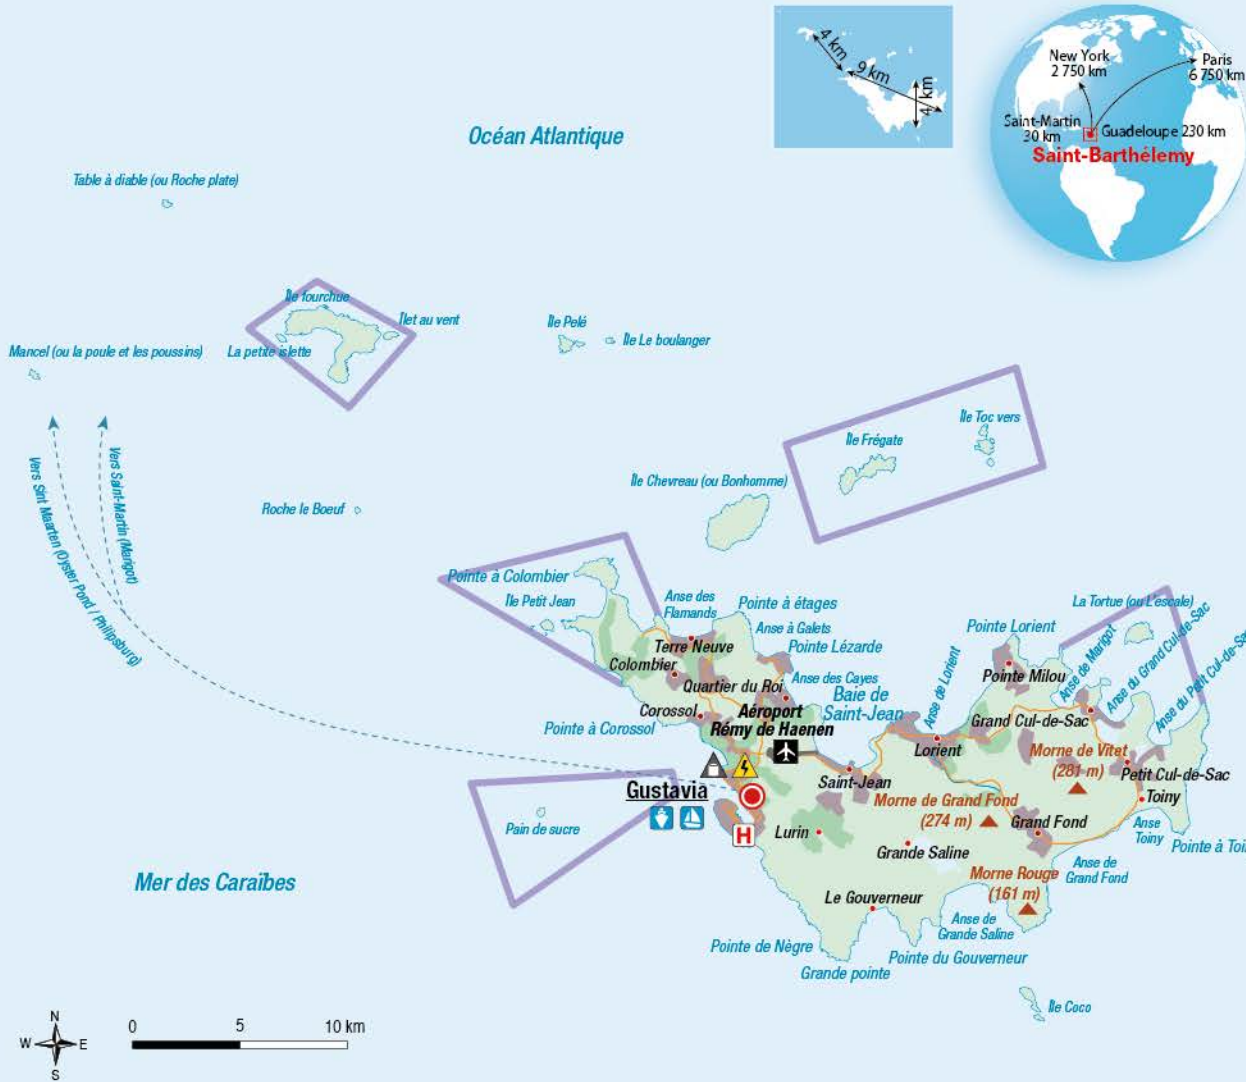 4 km
9 km
4 km
New York
2 750 km
Paris
6 750 km
Saint-Martin
30 km
Guadeloupe 230 km
Saint-Barthélemy
Océan Atlantique
Table à diable (ou Roche plate)
Île fourchue
Îlet au vent
La petite islette
Mancel (ou la poule et les poussins)
Île Pelé
Île Le boulanger
Île Toc vers
Île Frégate
Île Chevreau (ou Bonhomme)
Roche le Boeuf
Vers Sint Maarten (Oyster Pond / Philipsburg)
Vers Saint-Martin (Marigot)
Pointe à Colombier
Île Petit Jean
Anse des
Flamands
Pointe à étages
Anse à Galets
Pointe Lézarde
Terre Neuve
Colombier
Quartier du Roi
Anse des Cayes
Corossol
Pointe à Corossol
Aéroport
Rémy de Haenen
Baie de
Saint-Jean
Anse de Lorient
Pointe Lorient
La Tortue (ou L'escale)
Pointe Milou
Anse de Marigot
Anse du Grand Cul-de-Sac
Anse du Petit Cul-de-Sac
Grand Cul-de-Sac
Lorient
Morne de Vitet
(281 m)
Petit Cul-de-Sac
Toiny
Saint-Jean
Gustavia
H
Morne de Grand Fond
(274 m)
Grand Fond
Anse
Toiny
Pointe à Toi
Pain de sucre
Lurin
Grande Saline
Anse de
Grand Fond
Morne Rouge
(161 m)
Mer des Caraïbes
Le Gouverneur
Anse de
Grande Saline
Pointe de Nègre
Pointe du Gouverneur
Grande pointe
Île Coco
N
W E
S
0 5 10 km